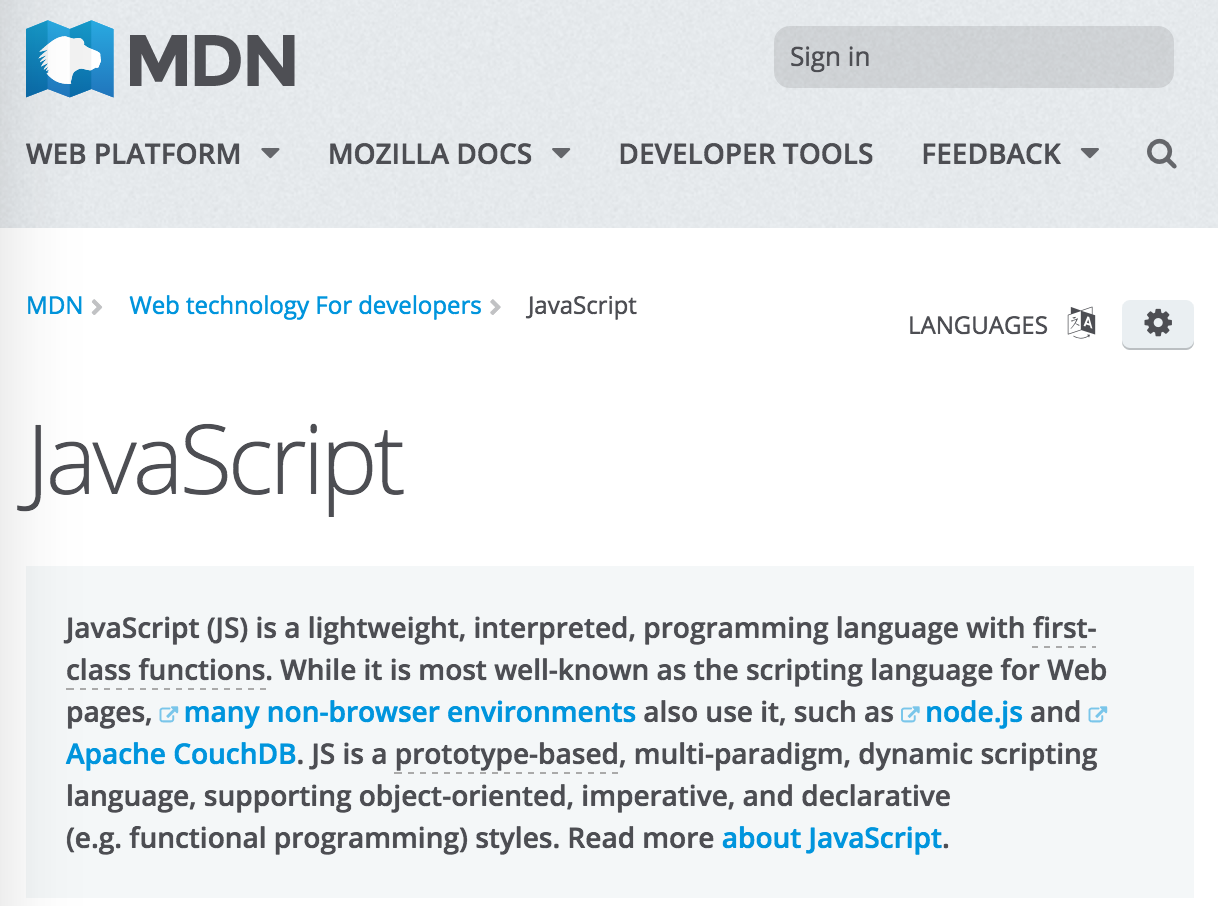 MDN
Sign in
WEB PLATFORM MOZILLA DOCS DEVELOPER TOOLS FEEDBACK
MDN Web technology For developers JavaScript
LANGUAGES
JavaScript
JavaScript (JS) is a lightweight, interpreted, programming language with first-
class functions. While it is most well-known as the scripting language for Web
pages, many non-browser environments also use it, such as node.js and
Apache CouchDB. JS is a prototype-based, multi-paradigm, dynamic scripting
language, supporting object-oriented, imperative, and declarative
(e.g. functional programming) styles. Read more about JavaScript.